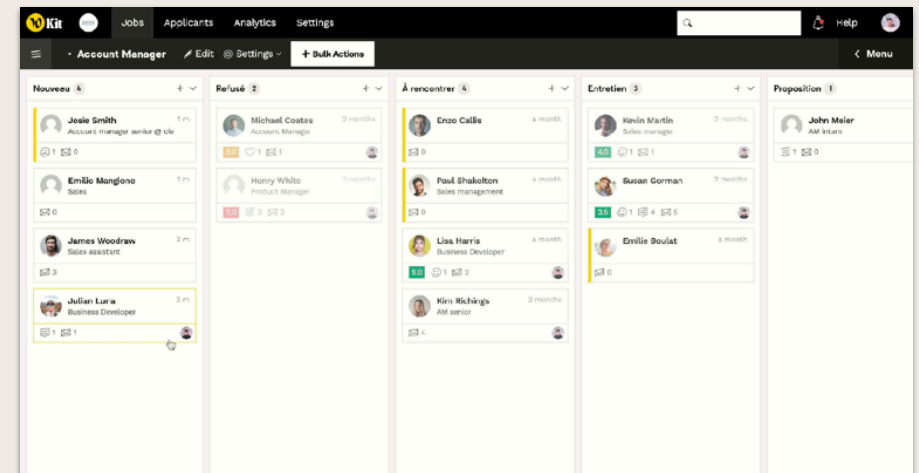 Kit Jobs Applicants Analytics Settings Help
Account Manager Edit Settings + Bulk Actions Menu
Nouveau 4
Josie Smith 1 m
Account manager senior @ cle
1 0
Emilie Mangione 1 m
Sales
0
James Woodraw 2 m
Sales assistant
3
Julian Luna 2 m
Business Developer
1 1
Refusé 2
Michael Coates 2 months
Account Manager
3.0 1 1
Henry White 2 months
Product Manager
À rencontrer 4
Enzo Callis a month
0
Paul Shakolton a month
Sales management
0
Lisa Harris a month
Business Developer
5.0 1 2
Kim Richings 2 months
AM senior
4
Entretien 3
Kevin Martin 2 months
Sales manager
4.0 1 1
Susan Gorman 2 months
3.5 1 4 5
Emilie Boulat a month
0
Proposition 1
John Meier
AM intern
1 0